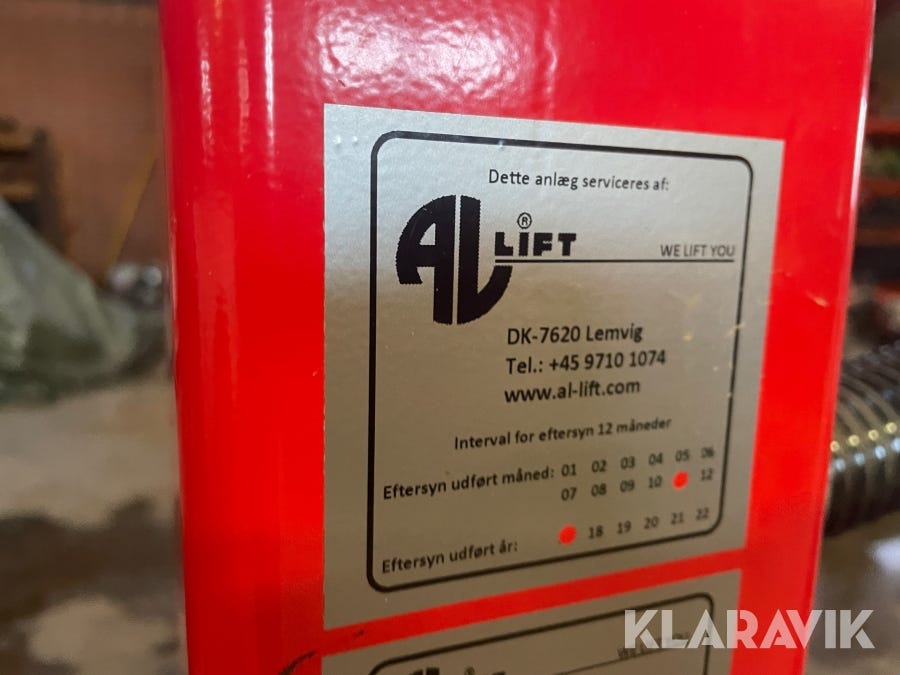 Dette anlæg serviceres af:
AL LIFT ®
WE LIFT YOU
DK-7620 Lemvig
Tel.: +45 9710 1074
www.al-lift.com
Interval for eftersyn 12 måneder
Eftersyn udført måned: 01 02 03 04 05 06
07 08 09 10 12
Eftersyn udført år: 18 19 20 21 22
KLARAVIK